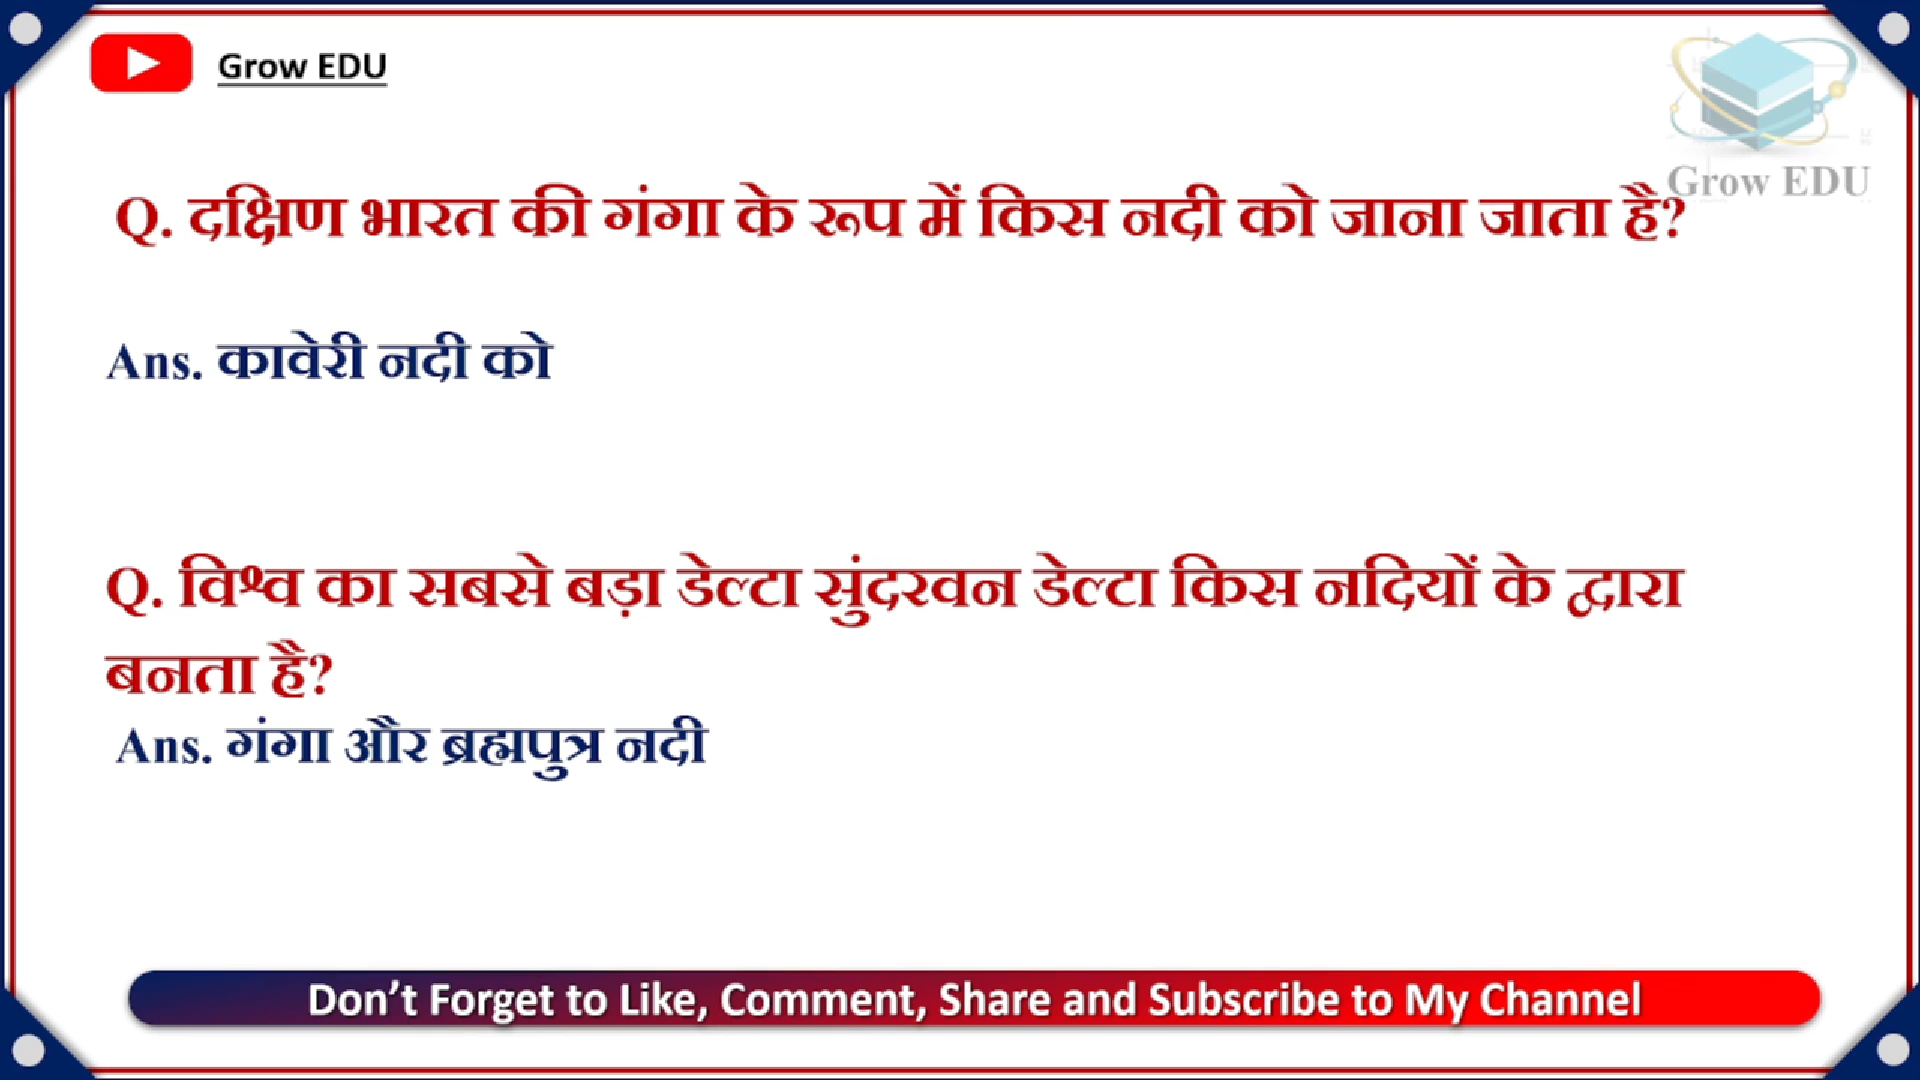 Grow EDU
Grow EDU
Q. दक्षिण भारत की गंगा के रूप में किस नदी को जाना जाता है?
Ans. कावेरी नदी को
Q. विश्व का सबसे बड़ा डेल्टा सुंदरवन डेल्टा किस नदियों के द्वारा
बनता है?
Ans. गंगा और ब्रह्मपुत्र नदी
Don’t Forget to Like, Comment, Share and Subscribe to My Channel